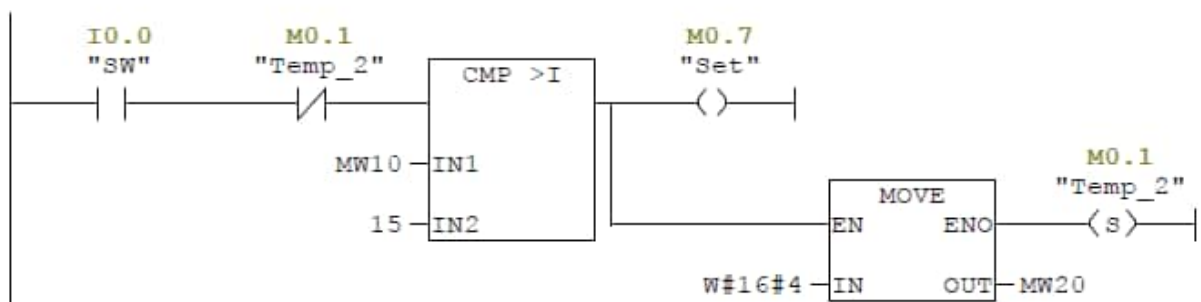 I0.0 M0.1 M0.7
"SW" "Temp_2" "Set"
CMP >I
MW10 IN1
M0.1
"Temp_2"
MOVE
15 IN2
EN ENO (S)
W#16#4 IN OUT MW20